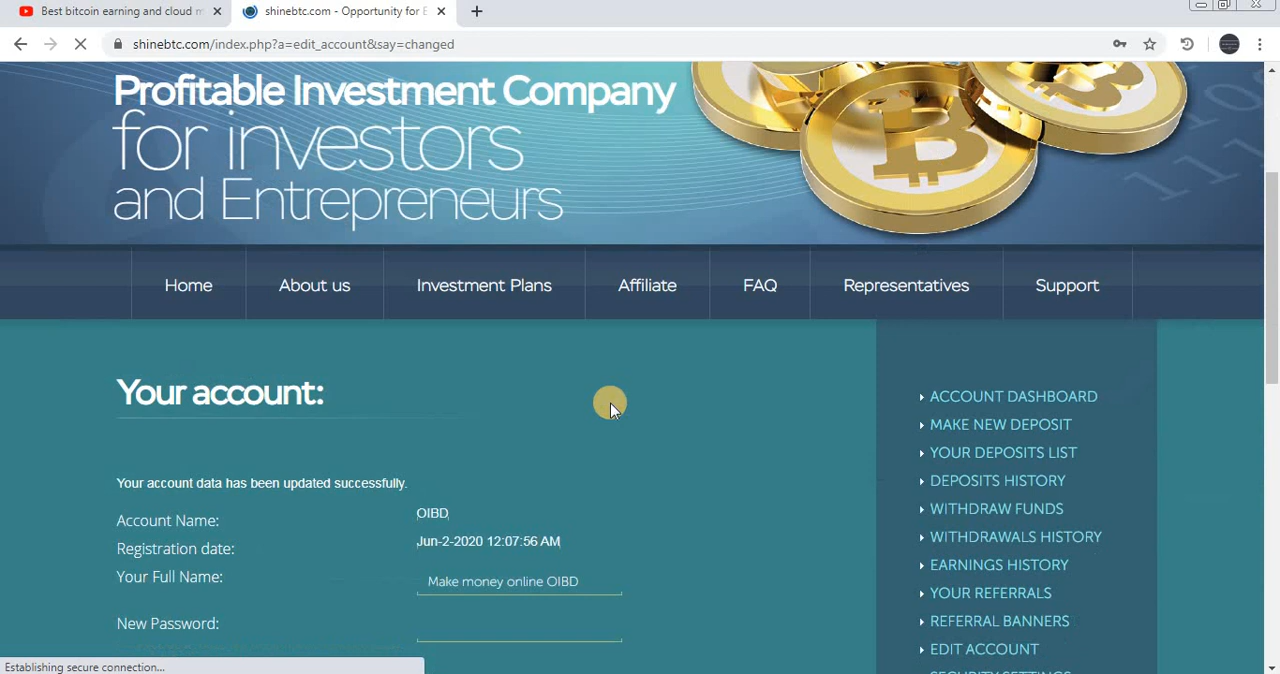 Best bitcoin earning and cloud m
shinebtc.com - Opportunity for E
shinebtc.com/index.php?a=edit_account&say=changed
Profitable Investment Company
for investors
and Entrepreneurs
Home
About us
Investment Plans
Affiliate
FAQ
Representatives
Support
Your account:
Your account data has been updated successfully.
Account Name: OIBD
Registration date: Jun-2-2020 12:07:56 AM
Your Full Name: Make money online OIBD
New Password:
ACCOUNT DASHBOARD
MAKE NEW DEPOSIT
YOUR DEPOSITS LIST
DEPOSITS HISTORY
WITHDRAW FUNDS
WITHDRAWALS HISTORY
EARNINGS HISTORY
YOUR REFERRALS
REFERRAL BANNERS
EDIT ACCOUNT
SECURITY SETTINGS
Establishing secure connection...